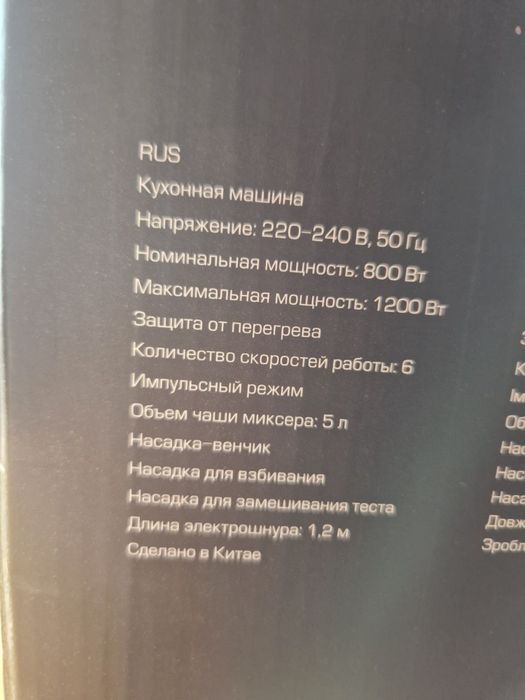 RUS
Кухонная машина
Напряжение: 220-240 В, 50 Гц
Номинальная мощность: 800 Вт
Максимальная мощность: 1200 Вт
Защита от перегрева
Количество скоростей работы: 6
Импульсный режим
Объем чаши миксера: 5 л
Насадка-венчик
Насадка для взбивания
Насадка для замешивания теста
Длина электрошнура: 1,2 м
Сделано в Китае